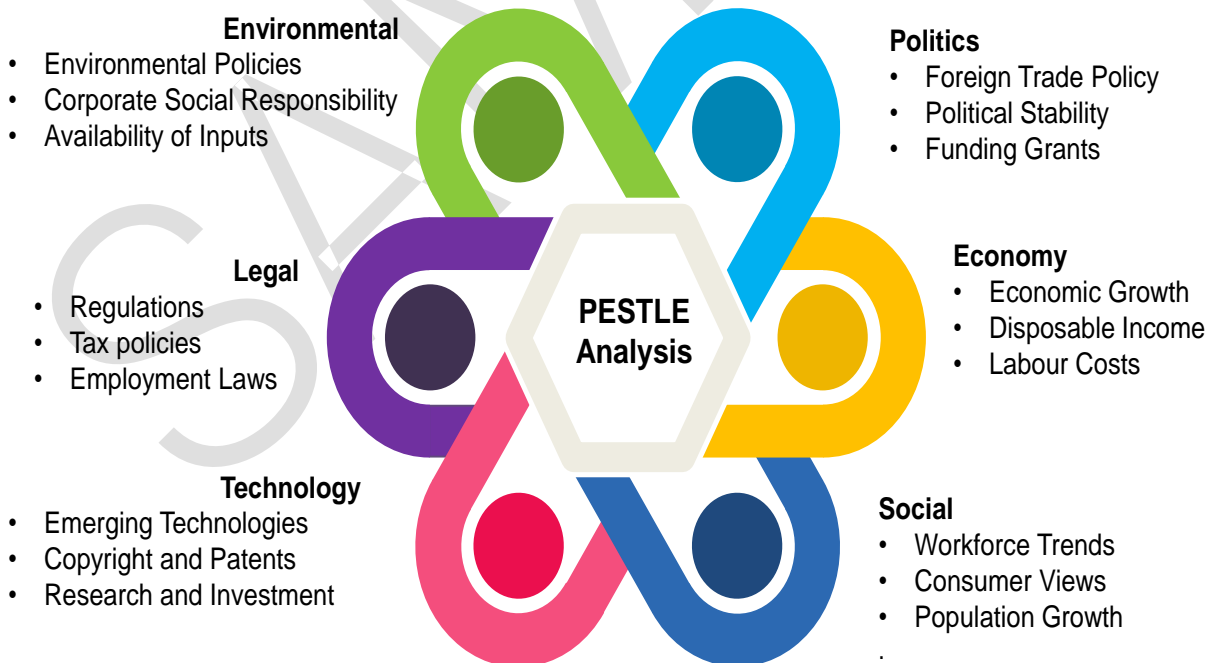 Environmental
• Environmental Policies
• Corporate Social Responsibility
• Availability of Inputs
Politics
• Foreign Trade Policy
• Political Stability
• Funding Grants
Legal
• Regulations
• Tax policies
• Employment Laws
PESTLE
Analysis
Economy
• Economic Growth
• Disposable Income
• Labour Costs
Technology
• Emerging Technologies
• Copyright and Patents
• Research and Investment
Social
• Workforce Trends
• Consumer Views
• Population Growth
.